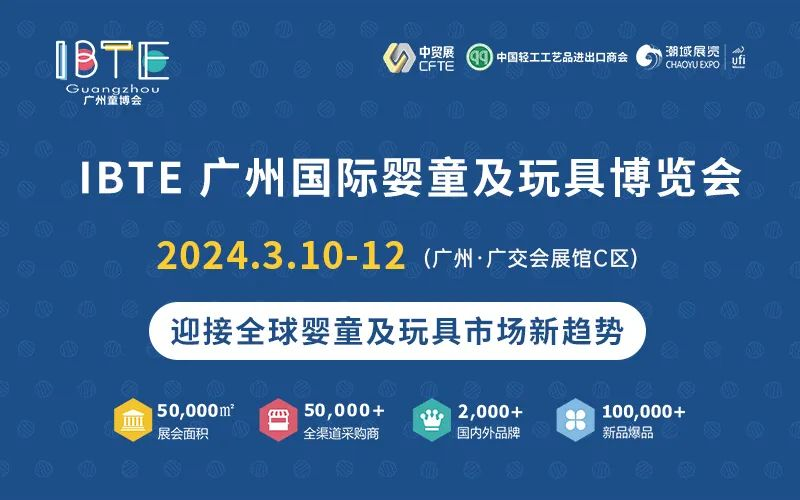 IBTE
Guangzhou
广州童博会
中贸展
CFTE
中国轻工工艺品进出口商会
潮域展览
CHAOYU EXPO
ufi
IBTE 广州国际婴童及玩具博览会
2024.3.10-12 (广州·广交会展馆C区)
迎接全球婴童及玩具市场新趋势
50,000㎡
展会面积
50,000+
全渠道采购商
2,000+
国内外品牌
100,000+
新品爆品